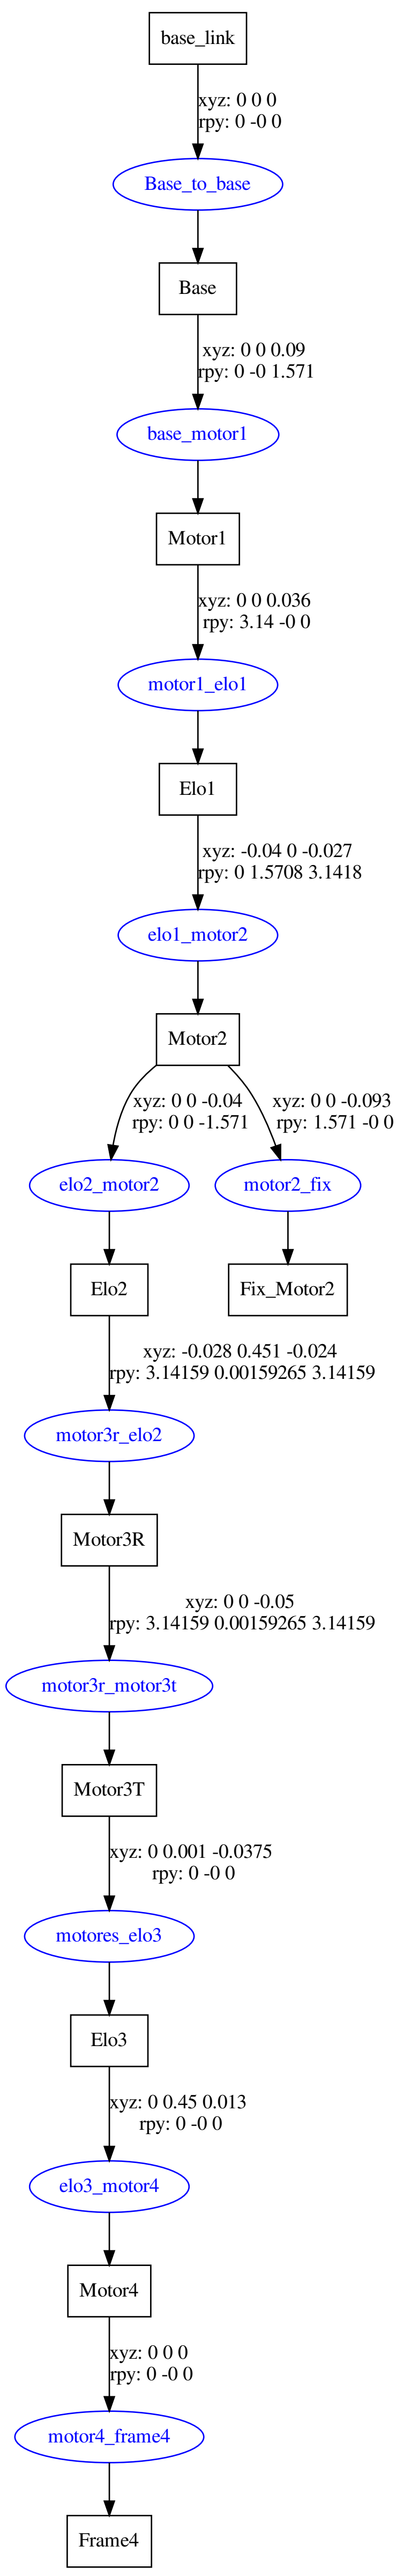 base_link
xyz: 0 0 0
rpy: 0 -0 0
Base_to_base
Base
xyz: 0 0 0.09
rpy: 0 -0 1.571
base_motor1
Motor1
xyz: 0 0 0.036
rpy: 3.14 -0 0
motor1_elo1
Elo1
xyz: -0.04 0 -0.027
rpy: 0 1.5708 3.1418
elo1_motor2
Motor2
xyz: 0 0 -0.04
rpy: 0 0 -1.571
xyz: 0 0 -0.093
rpy: 1.571 -0 0
elo2_motor2
motor2_fix
Elo2
Fix_Motor2
xyz: -0.028 0.451 -0.024
rpy: 3.14159 0.00159265 3.14159
motor3r_elo2
Motor3R
xyz: 0 0 -0.05
rpy: 3.14159 0.00159265 3.14159
motor3r_motor3t
Motor3T
xyz: 0 0.001 -0.0375
rpy: 0 -0 0
motores_elo3
Elo3
xyz: 0 0.45 0.013
rpy: 0 -0 0
elo3_motor4
Motor4
xyz: 0 0 0
rpy: 0 -0 0
motor4_frame4
Frame4